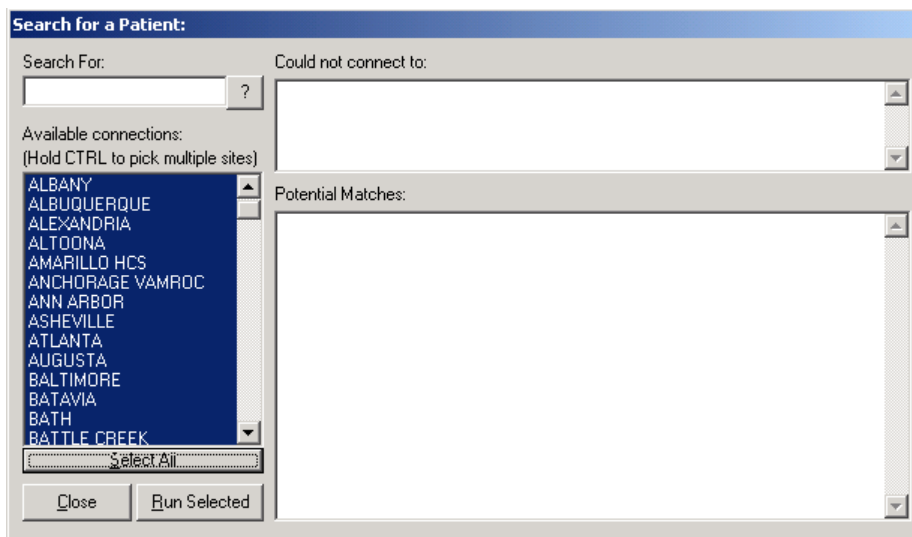 Search for a Patient:
Search For:
?
Available connections:
(Hold CTRL to pick multiple sites)
ALBANY
ALBUQUERQUE
ALEXANDRIA
ALTOONA
AMARILLO HCS
ANCHORAGE VAMROC
ANN ARBOR
ASHEVILLE
ATLANTA
AUGUSTA
BALTIMORE
BATAVIA
BATH
BATTLE CREEK
Select All
Close
Run Selected
Could not connect to:
Potential Matches: